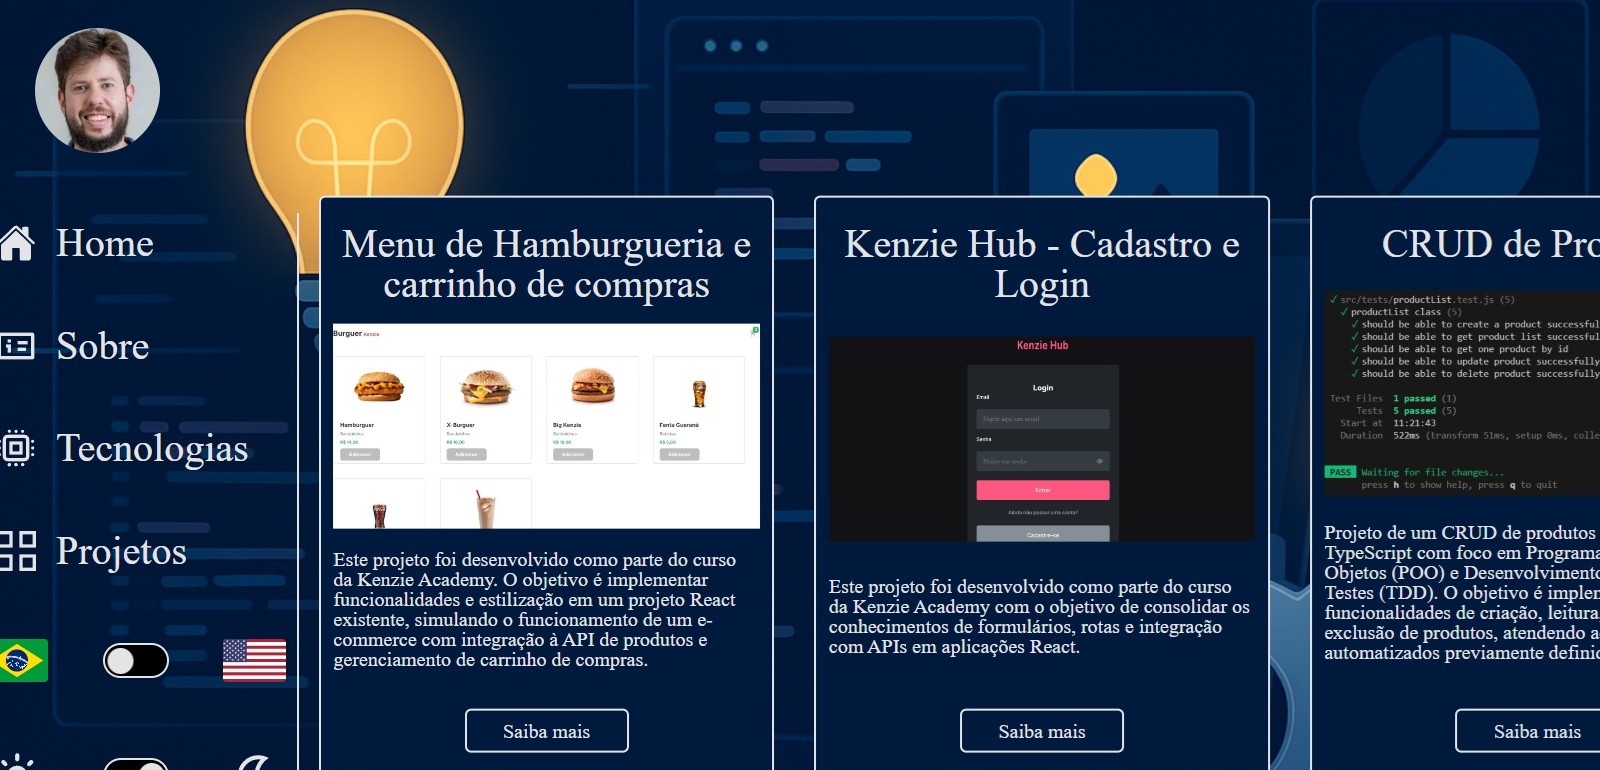 Home
Sobre
Tecnologias
Projetos
Menu de Hamburgueria e
carrinho de compras
Burguer Kenzie
Hamburguer
Sanduíches
R$ 14,00
Adicionar
X-Burguer
Sanduíches
R$ 16,00
Adicionar
Big Kenzie
Sanduíches
R$ 18,00
Adicionar
Fenta Guaraná
Bebidas
R$ 5,00
Adicionar
Este projeto foi desenvolvido como parte do curso
da Kenzie Academy. O objetivo é implementar
funcionalidades e estilização em um projeto React
existente, simulando o funcionamento de um e-
commerce com integração à API de produtos e
gerenciamento de carrinho de compras.
Saiba mais
Kenzie Hub - Cadastro e
Login
Kenzie Hub
Login
Email
Digite aqui seu email
Senha
Digite sua senha
Entrar
Ainda não possui uma conta?
Cadastre-se
Este projeto foi desenvolvido como parte do curso
da Kenzie Academy com o objetivo de consolidar os
conhecimentos de formulários, rotas e integração
com APIs em aplicações React.
Saiba mais
CRUD de Pro
✓ src/tests/productList.test.js (5)
✓ productList class (5)
✓ should be able to create a product successful
✓ should be able to get product list successful
✓ should be able to get one product by id
✓ should be able to update product successfully
✓ should be able to delete product successfully
Test Files 1 passed (1)
Tests 5 passed (5)
Start at 11:21:43
Duration 522ms (transform 51ms, setup 0ms, colle
PASS Waiting for file changes...
press h to show help, press q to quit
Projeto de um CRUD de produtos
TypeScript com foco em Programa
Objetos (POO) e Desenvolvimento
Testes (TDD). O objetivo é implen
funcionalidades de criação, leitura,
exclusão de produtos, atendendo a
automatizados previamente definid
Saiba mais